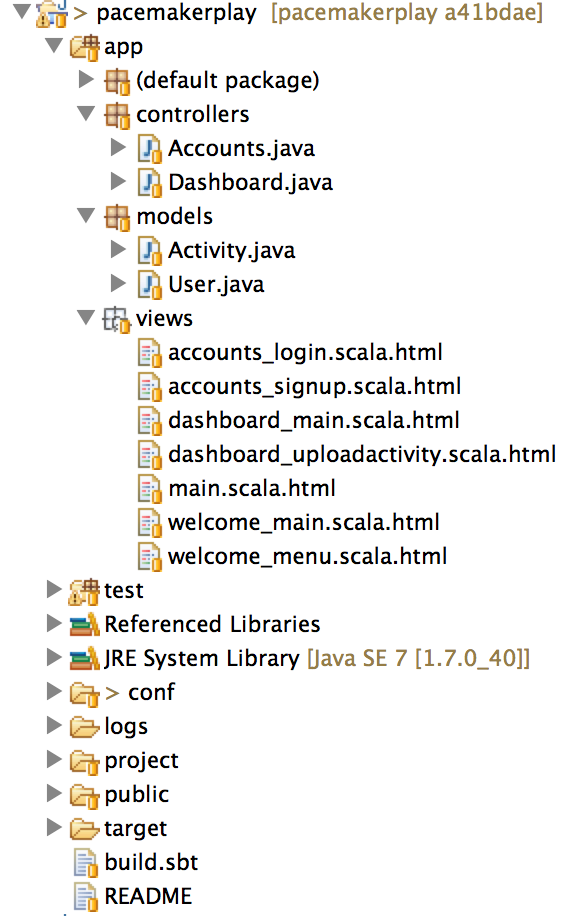 > pacemakerplay [pacemakerplay a41bdae]
app
(default package)
controllers
Accounts.java
Dashboard.java
models
Activity.java
User.java
views
accounts_login.scala.html
accounts_signup.scala.html
dashboard_main.scala.html
dashboard_uploadactivity.scala.html
main.scala.html
welcome_main.scala.html
welcome_menu.scala.html
test
Referenced Libraries
JRE System Library [Java SE 7 [1.7.0_40]]
> conf
logs
project
public
target
build.sbt
README